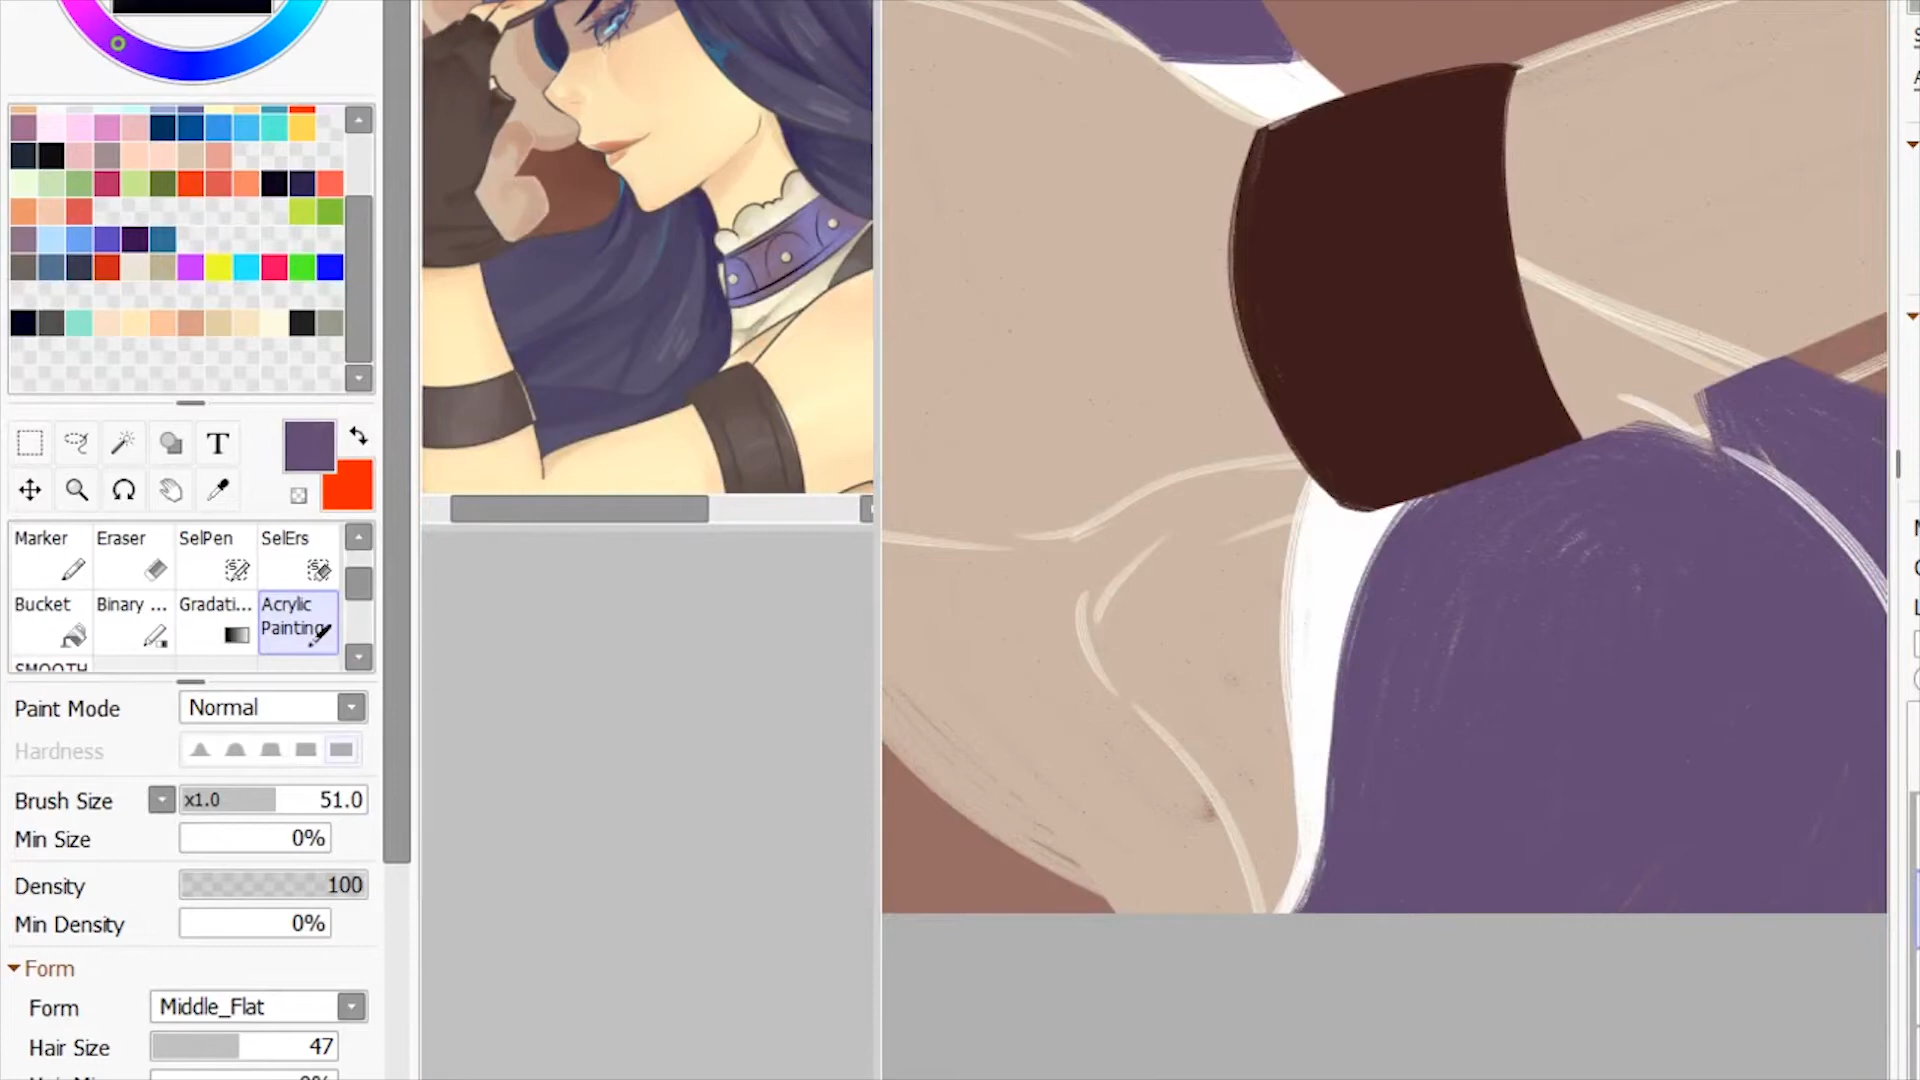 T
Marker Eraser SelPen SelErs
Bucket Binary ... Gradati... Acrylic
Painting
SMOOTH
Paint Mode Normal
Hardness
Brush Size x1.0 51.0
Min Size 0%
Density 100
Min Density 0%
Form
Form Middle_Flat
Hair Size 47